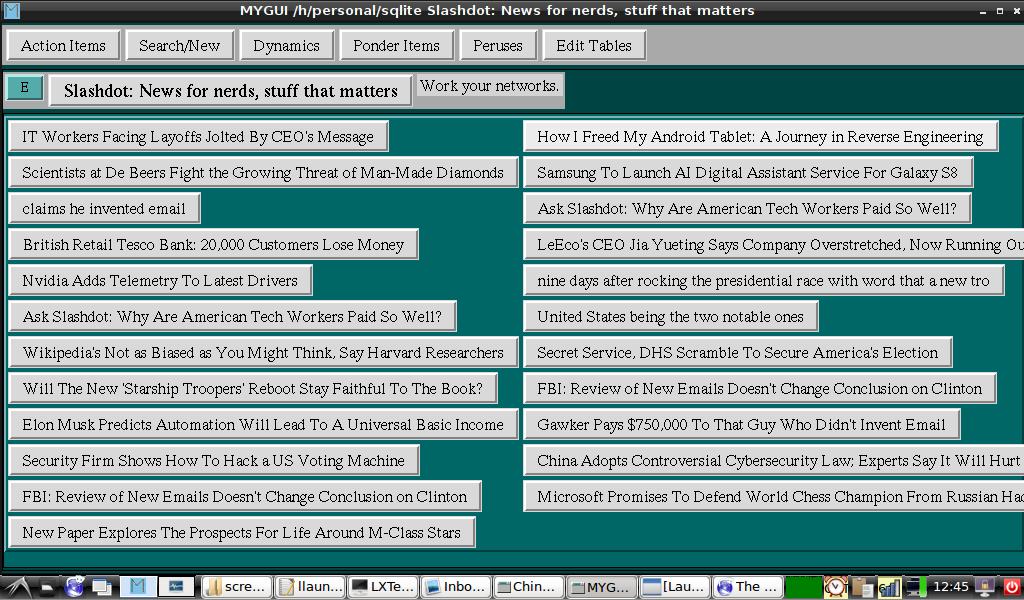 MYGUI /h/personal/sqlite Slashdot: News for nerds, stuff that matters
Action Items Search/New Dynamics Ponder Items Peruses Edit Tables
E Slashdot: News for nerds, stuff that matters Work your networks.
IT Workers Facing Layoffs Jolted By CEO's Message
How I Freed My Android Tablet: A Journey in Reverse Engineering
Scientists at De Beers Fight the Growing Threat of Man-Made Diamonds
Samsung To Launch AI Digital Assistant Service For Galaxy S8
claims he invented email
Ask Slashdot: Why Are American Tech Workers Paid So Well?
British Retail Tesco Bank: 20,000 Customers Lose Money
LeEco's CEO Jia Yueting Says Company Overstretched, Now Running Ou
Nvidia Adds Telemetry To Latest Drivers
nine days after rocking the presidential race with word that a new tro
Ask Slashdot: Why Are American Tech Workers Paid So Well?
United States being the two notable ones
Wikipedia's Not as Biased as You Might Think, Say Harvard Researchers
Secret Service, DHS Scramble To Secure America's Election
Will The New 'Starship Troopers' Reboot Stay Faithful To The Book?
FBI: Review of New Emails Doesn't Change Conclusion on Clinton
Elon Musk Predicts Automation Will Lead To A Universal Basic Income
Gawker Pays $750,000 To That Guy Who Didn't Invent Email
Security Firm Shows How To Hack a US Voting Machine
China Adopts Controversial Cybersecurity Law; Experts Say It Will Hurt
FBI: Review of New Emails Doesn't Change Conclusion on Clinton
Microsoft Promises To Defend World Chess Champion From Russian Hac
New Paper Explores The Prospects For Life Around M-Class Stars
M scre... llaun... LXTe... Inbo... Chin... MYG... [Lau... The ... 12:45